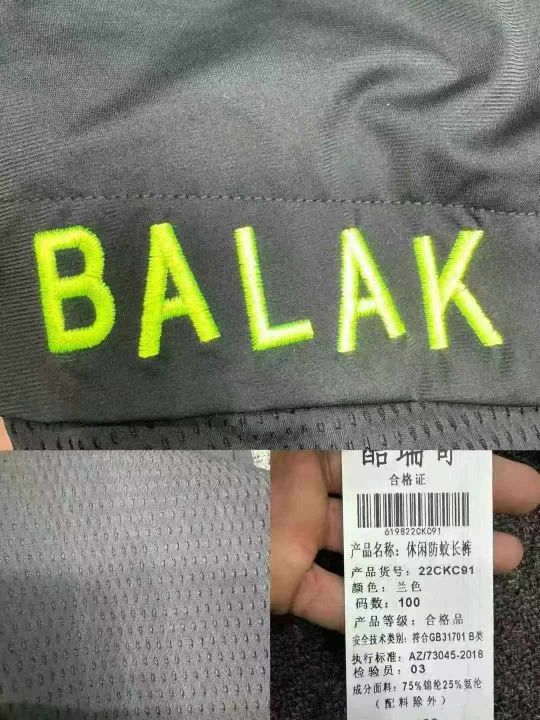 BALAK
合格证
619822CKC91
产品名称：休闲防蚊长裤
产品货号：22CKC91
颜色：兰色
码数：100
产品等级：合格品
安全技术类别：符合GB31701 B类
执行标准：AZ/73045-2018
检验员：03
成分面料：75%锦纶25%氨纶
（配料除外）